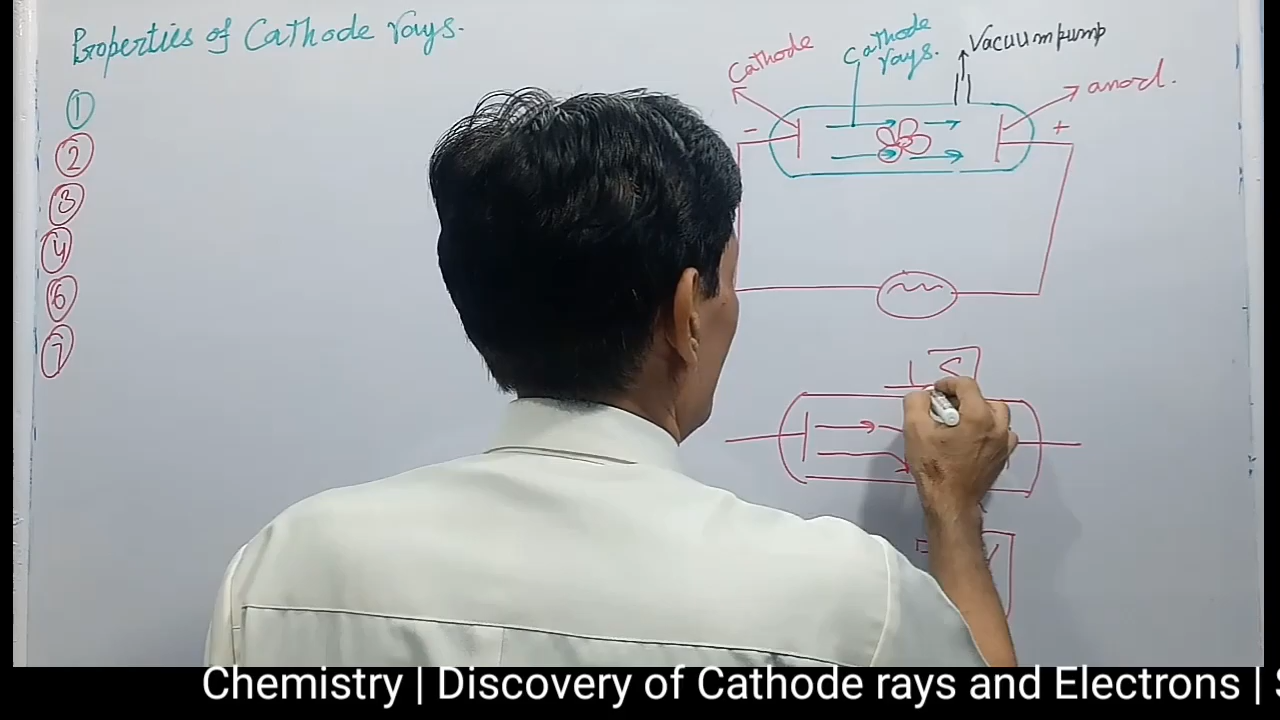 Properties of Cathode rays.
①
②
③
④
⑥
⑦
Cathode
Cathode
rays.
Vacuum pump
anod.
-
+
S
Chemistry | Discovery of Cathode rays and Electrons |